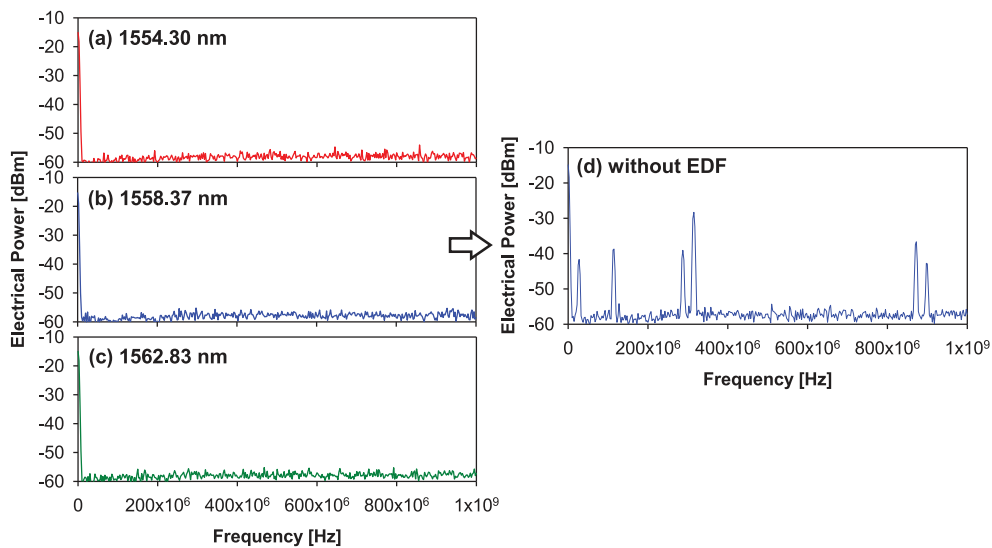 Electrical Power [dBm]
(a) 1554.30 nm
-10
-20
-30
-40
-50
-60
(b) 1558.37 nm
-10
-20
-30
-40
-50
-60
(c) 1562.83 nm
-10
-20
-30
-40
-50
-60
0 200x10⁶ 400x10⁶ 600x10⁶ 800x10⁶ 1x10⁹
Frequency [Hz]
Electrical Power [dBm]
(d) without EDF
-10
-20
-30
-40
-50
-60
0 200x10⁶ 400x10⁶ 600x10⁶ 800x10⁶ 1x10⁹
Frequency [Hz]